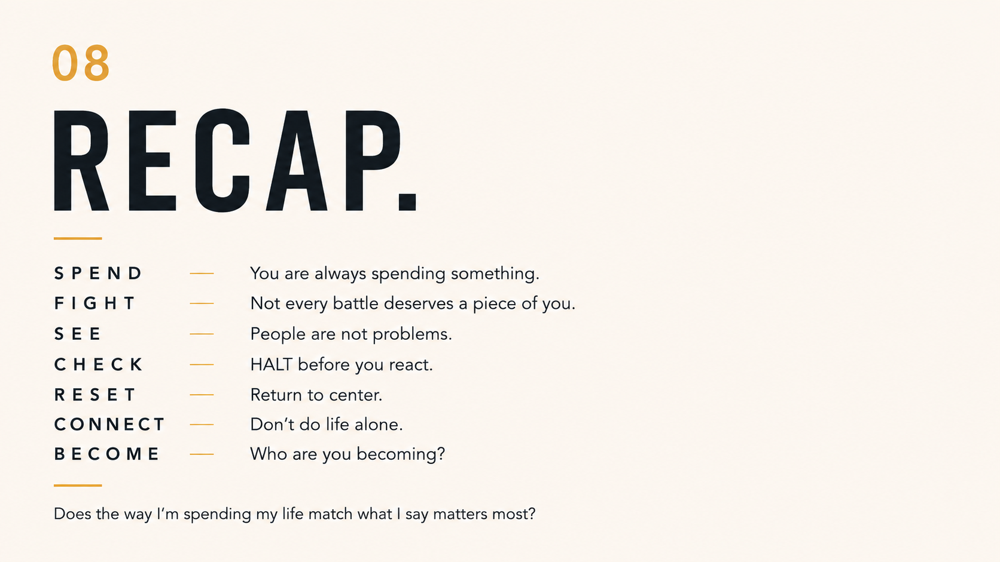 08
RECAP.
SPEND — You are always spending something.
FIGHT — Not every battle deserves a piece of you.
SEE — People are not problems.
CHECK — HALT before you react.
RESET — Return to center.
CONNECT — Don’t do life alone.
BECOME — Who are you becoming?
Does the way I’m spending my life match what I say matters most?